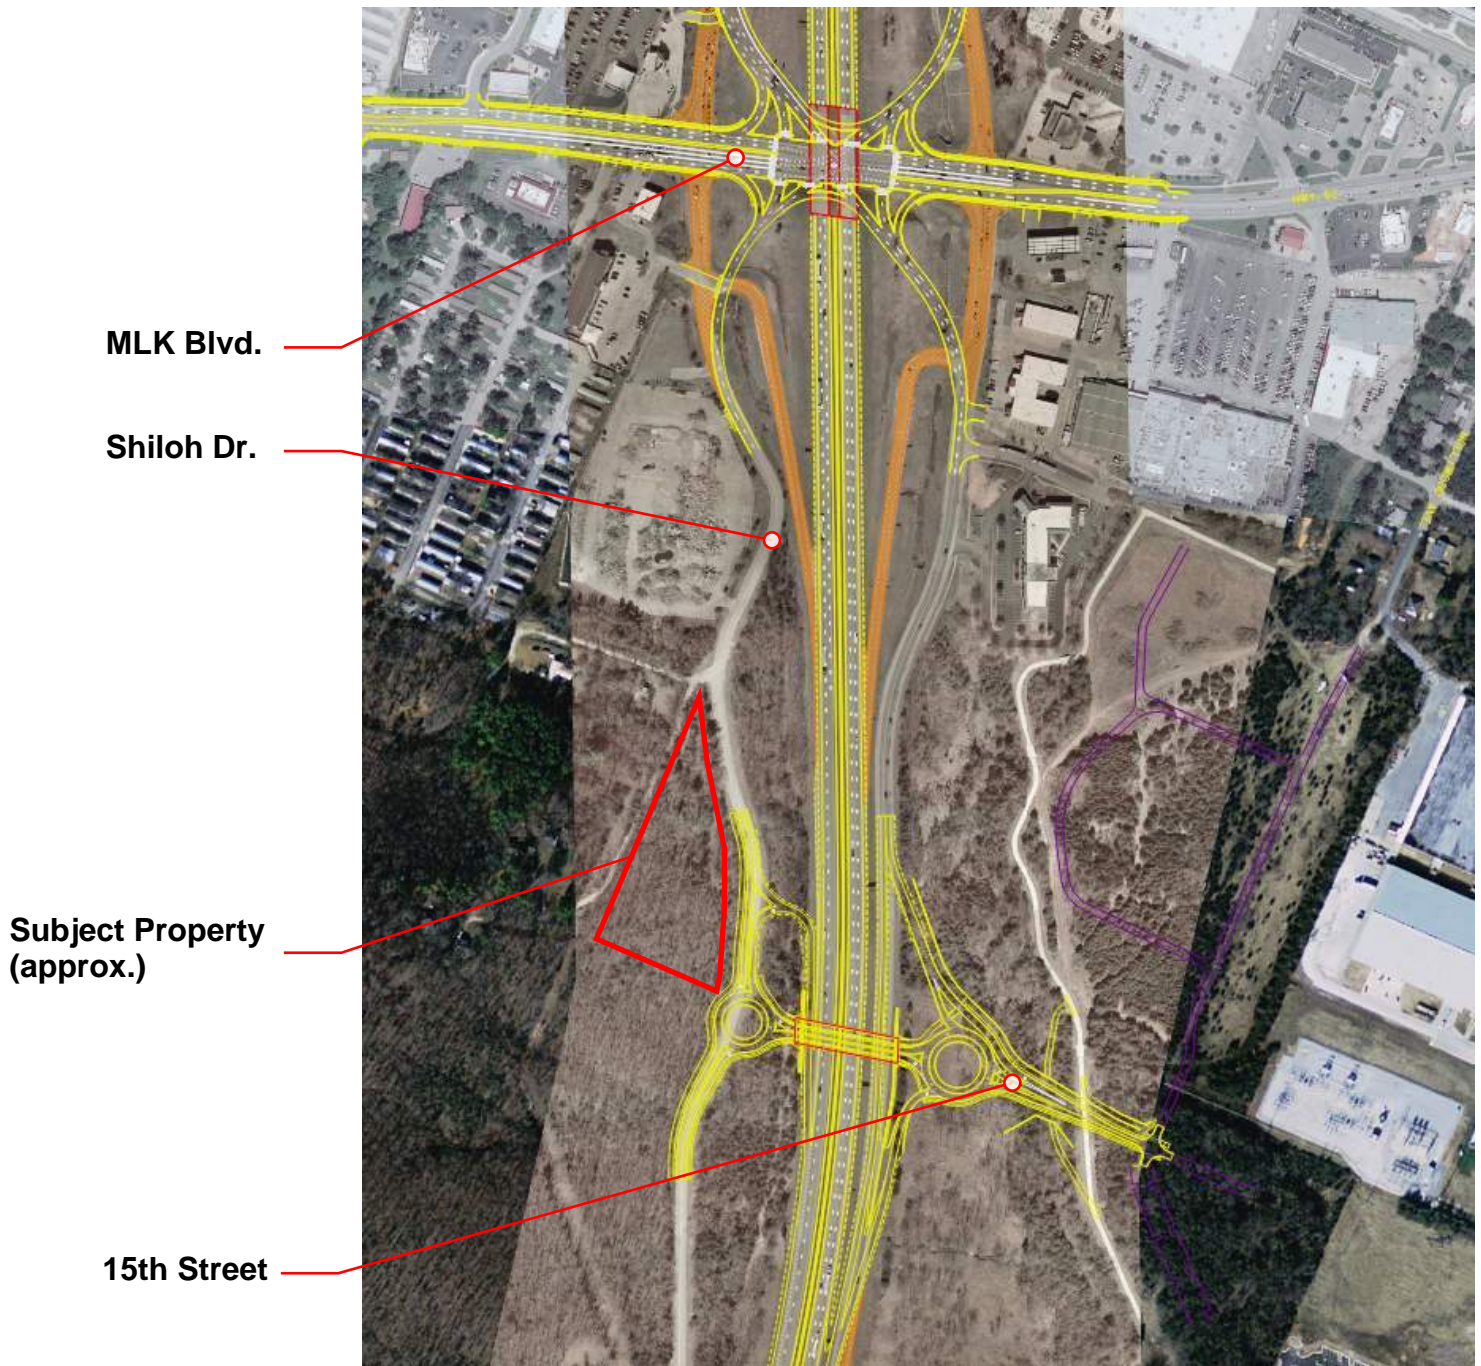 MLK Blvd.
Shiloh Dr.
Subject Property
(approx.)
15th Street